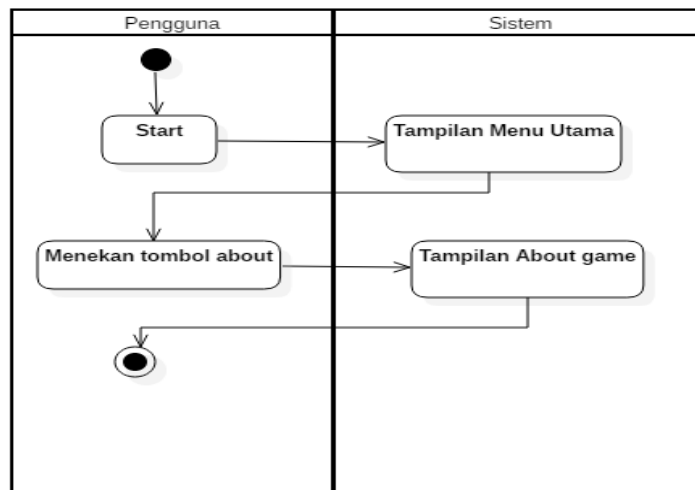 Pengguna
Sistem
Start
Tampilan Menu Utama
Menekan tombol about
Tampilan About game